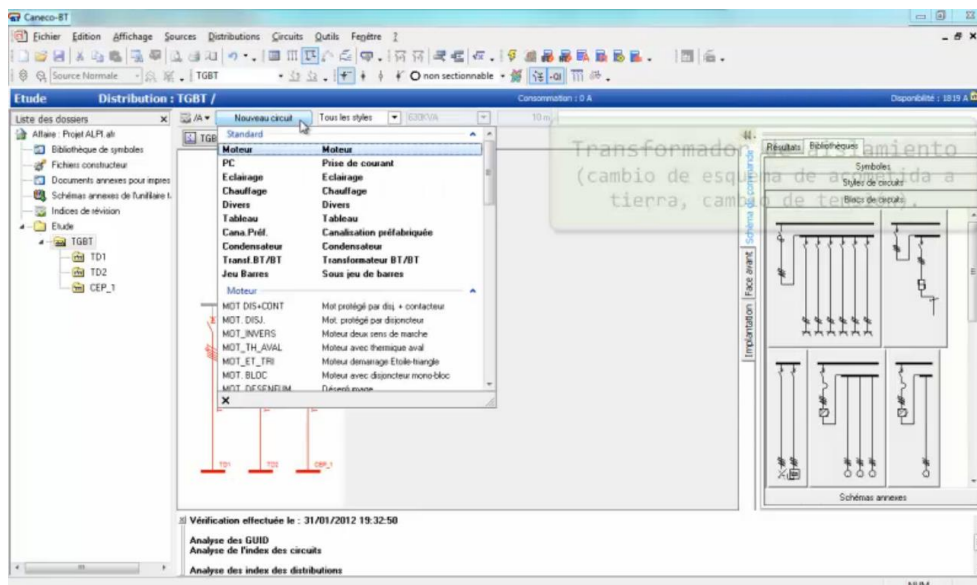 Caneco-BT
Eichier Edition Affichage Sources Distributions Circuits Outils Fenêtre ?
Source Normale TGBT O non sectionnable
Etude Distribution : TGBT / Consommation : 0 A Disponibilité : 1819 A
Liste des dossiers x
Affaire : Projet ALPI.afr
Bibliothèque de symboles
Fichiers constructeur
Documents annexes pour impres
Schémas annexes de l'unifilaire t
Indices de révision
Etude
TGBT
TD1
TD2
CEP_1
/A Nouveau circuit Tous les styles 630KVA 10 m
TGB
Standard
Moteur Moteur
PC Prise de courant
Eclairage Eclairage
Chauffage Chauffage
Divers Divers
Tableau Tableau
Cana.Préf. Canalisation préfabriquée
Condensateur Condensateur
Transf.BT/BT Transformateur BT/BT
Jeu Barres Sous jeu de barres
Moteur
MOT DIS+CONT Mot protégé par disj. + contacteur
MOT. DISJ. Mot. protégé par disjoncteur
MOT_INVERS Moteur deux sens de marche
MOT_TH_AVAL Moteur avec thermique aval
MOT_ET_TRI Moteur demarrage Etoile-triangle
MOT. BLOC Moteur avec disjoncteur mono-bloc
MOT_DESENFUM Désenfumage
x
TD1 TD2 CEP_1
Transformador de aislamiento
(cambio de esquema de acometida a
tierra, cambio de tensión).
Schéma de commande
Face avant
Implantation
Résultats Bibliothèques
Symboles
Styles de circuits
Blocs de circuits
Schémas annexes
Vérification effectuée le : 31/01/2012 19:32:50
Analyse des GUID
Analyse de l'index des circuits
Analyse des index des distributions
NUM